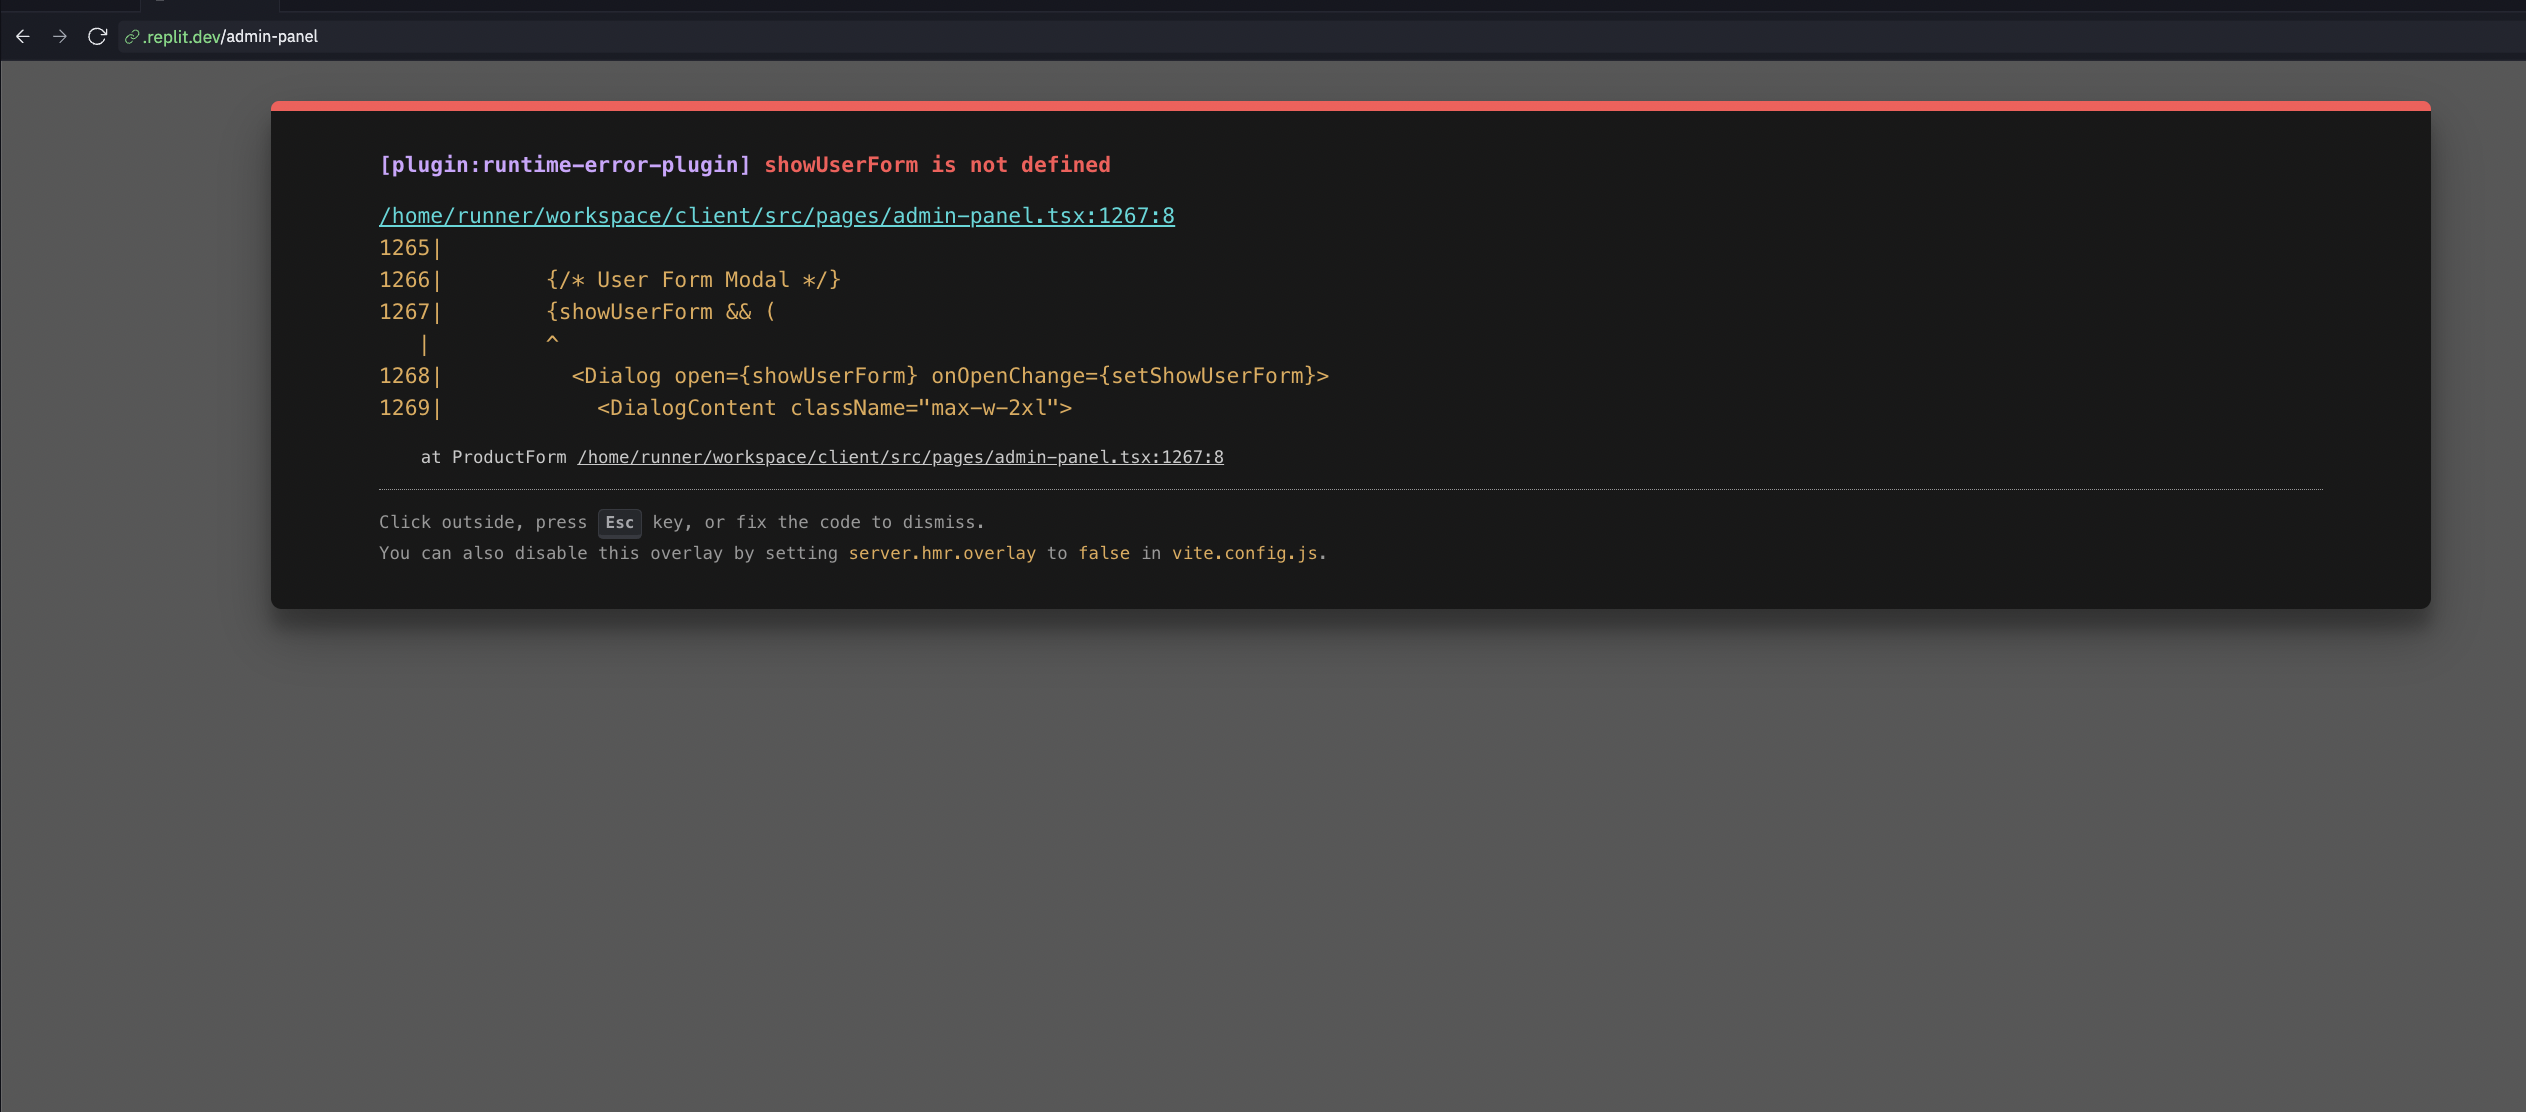 .replit.dev/admin-panel
[plugin:runtime-error-plugin] showUserForm is not defined
/home/runner/workspace/client/src/pages/admin-panel.tsx:1267:8
1265|
1266|        {/* User Form Modal */}
1267|        {showUserForm && (
    |        ^
1268|          <Dialog open={showUserForm} onOpenChange={setShowUserForm}>
1269|            <DialogContent className="max-w-2xl">
at ProductForm /home/runner/workspace/client/src/pages/admin-panel.tsx:1267:8
Click outside, press Esc key, or fix the code to dismiss.
You can also disable this overlay by setting server.hmr.overlay to false in vite.config.js.